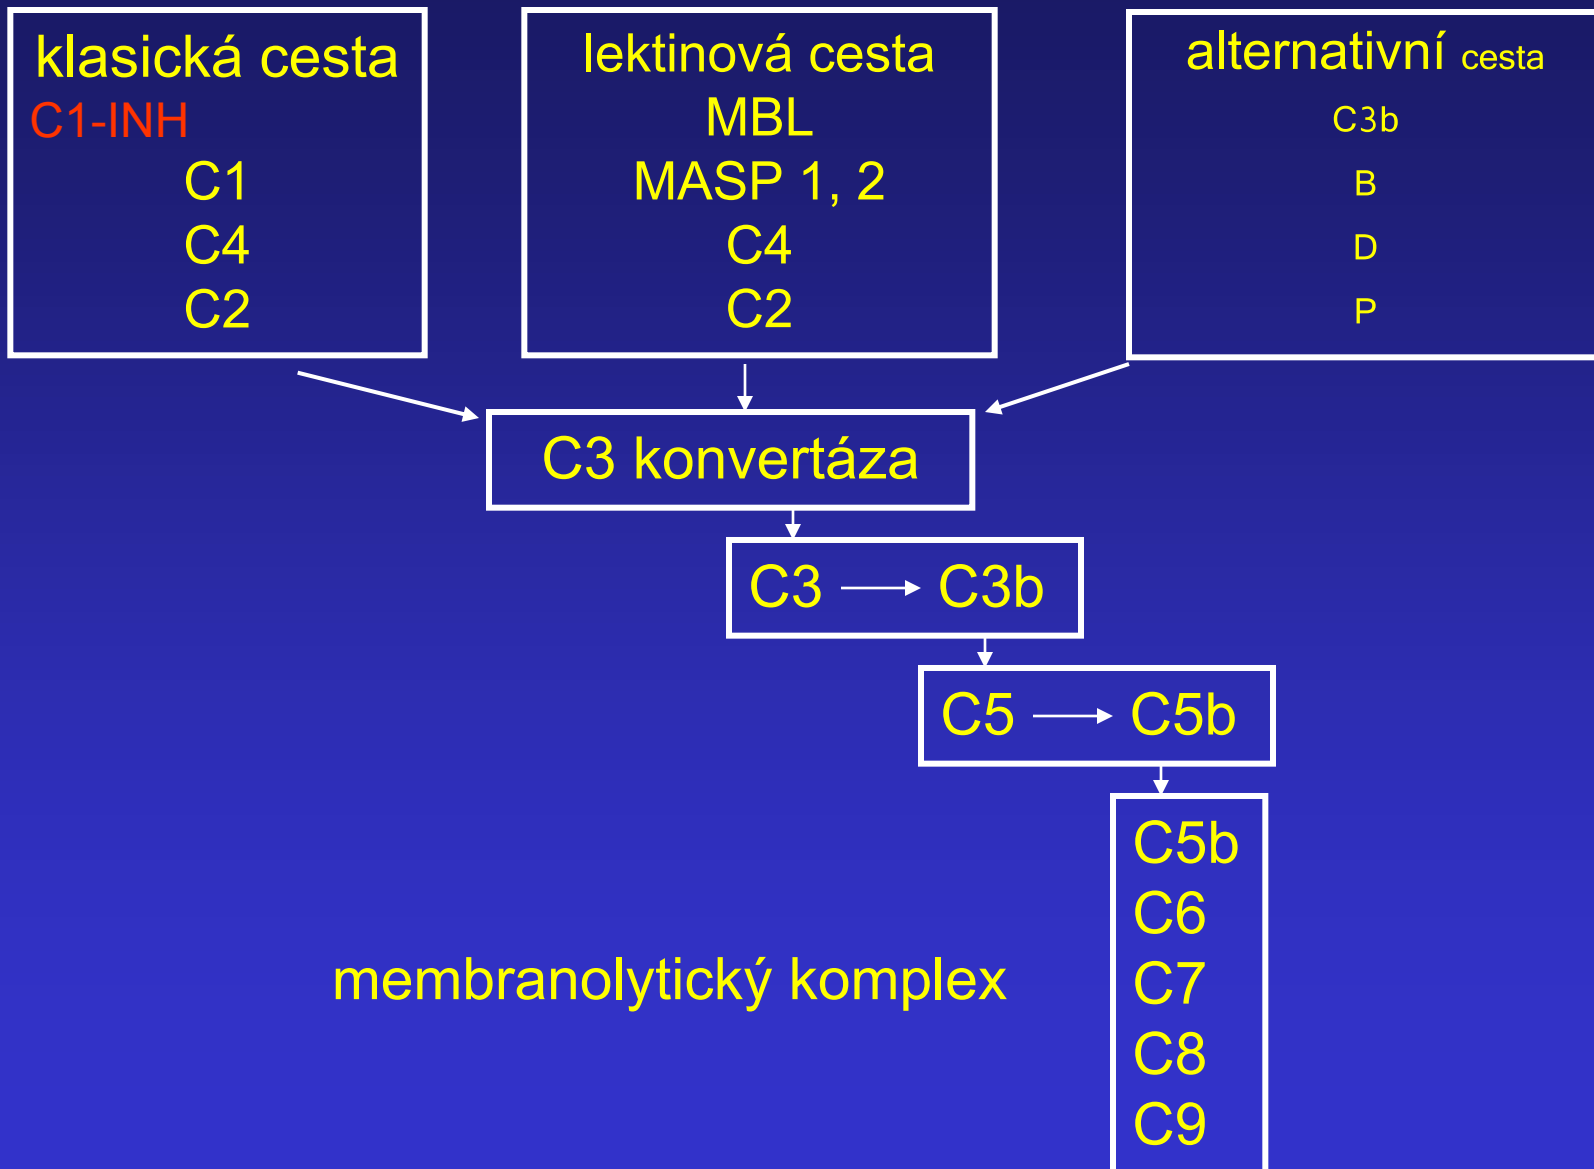 klasická cesta
C1-INH
C1
C4
C2
lektinová cesta
MBL
MASP 1, 2
C4
C2
alternativní cesta
C3b
B
D
P
C3 konvertáza
C3 C3b
C5 C5b
membranolytický komplex
C5b
C6
C7
C8
C9